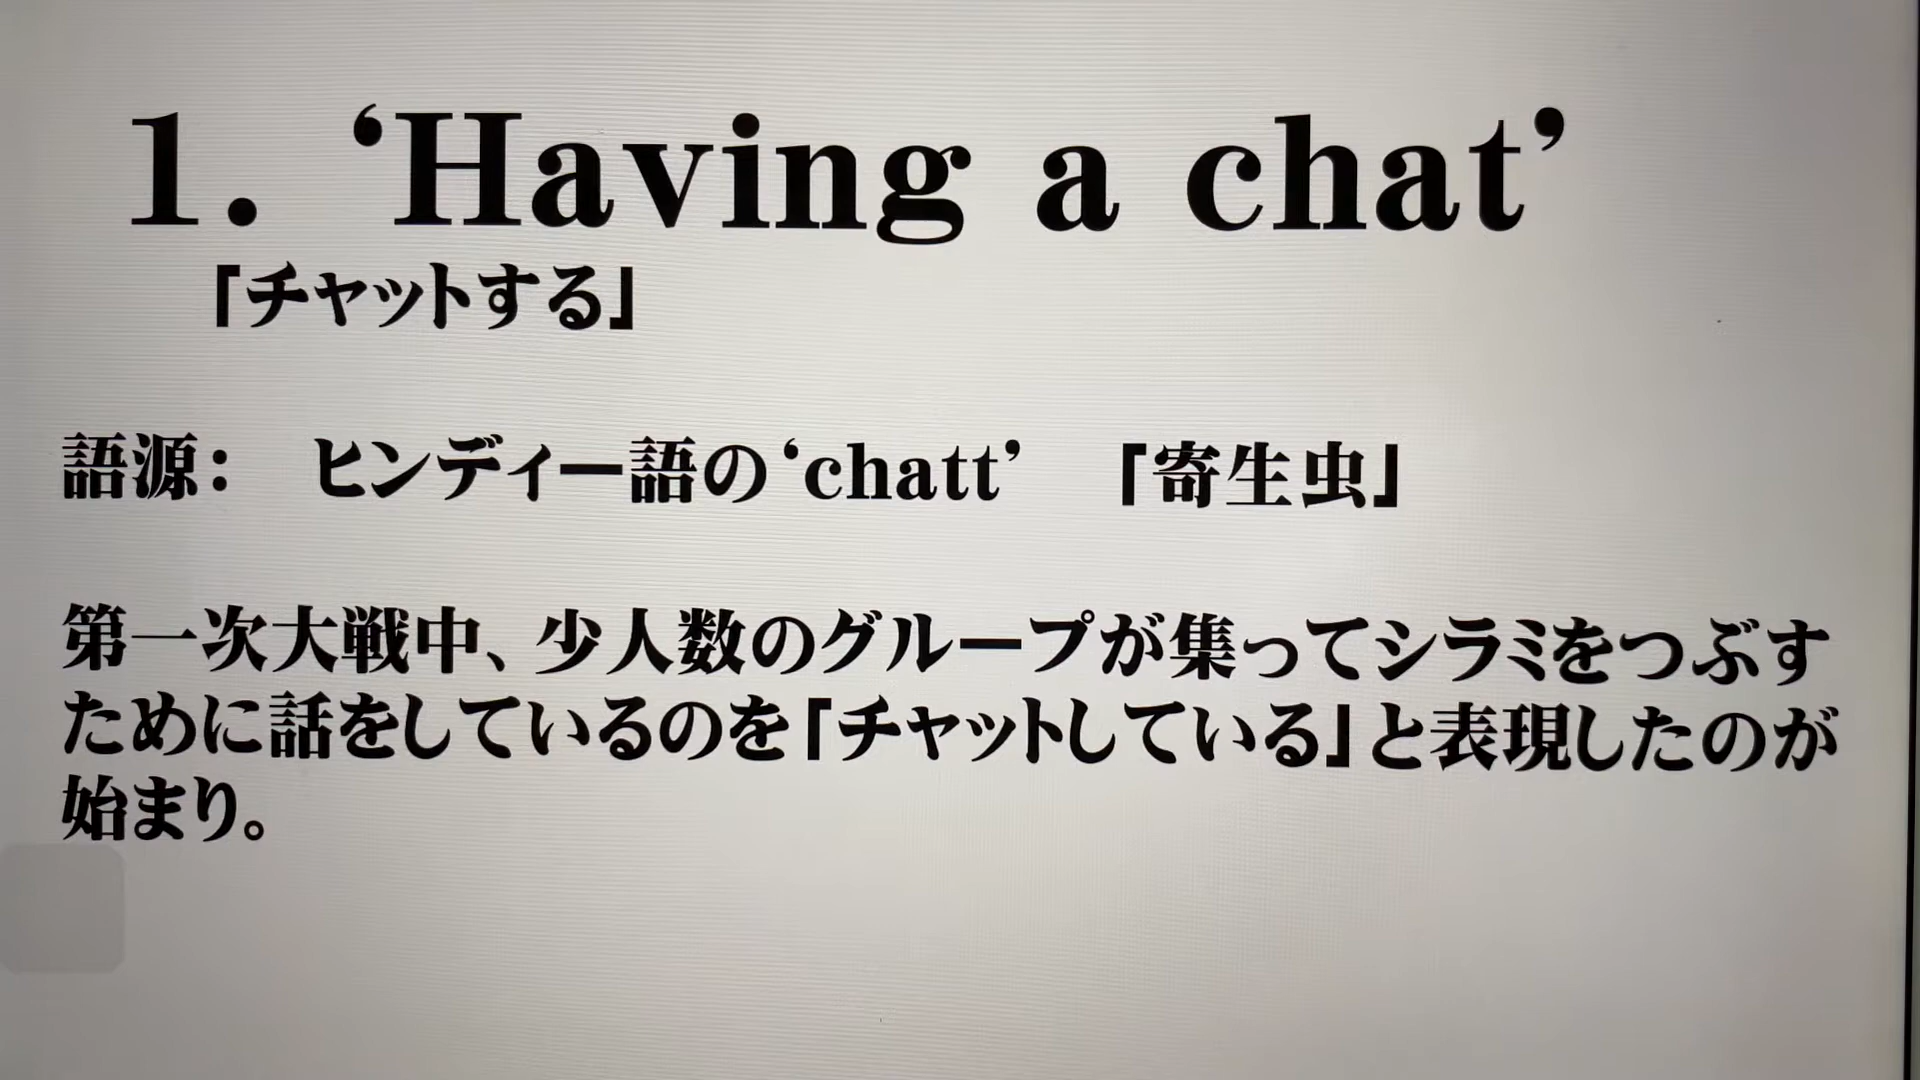 1. ‘Having a chat’
「チャットする」
語源： ヒンディー語の‘chatt’ 「寄生虫」
第一次大戦中、少人数のグループが集ってシラミをつぶす
ために話をしているのを「チャットしている」と表現したのが
始まり。